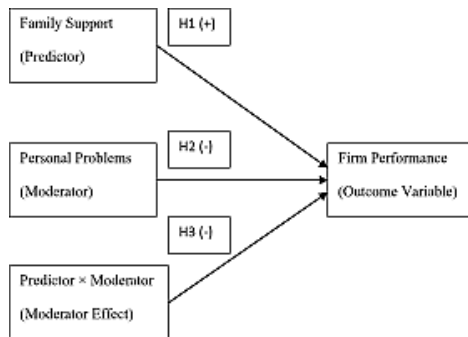 Family Support
(Predictor)
H1 (+)
Personal Problems
(Moderator)
H2 (-)
Firm Performance
(Outcome Variable)
H3 (-)
Predictor × Moderator
(Moderator Effect)